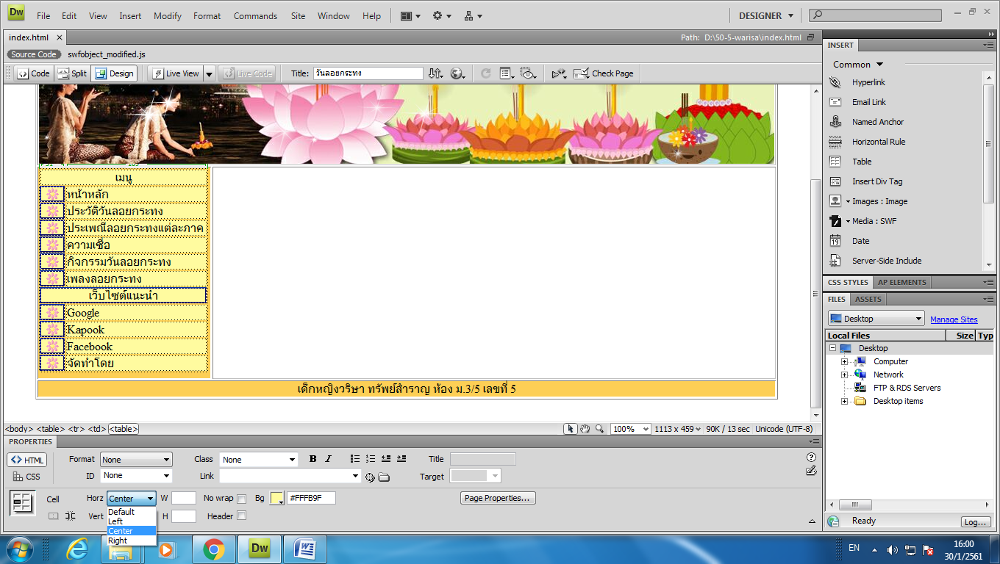 Dw File Edit View Insert Modify Format Commands Site Window Help DESIGNER
index.html Path: D:\50-5-warisa\index.html
Source Code swfobject_modified.js
Code Split Design Live View Live Code Title: วันลอยกระทง Check Page
เมนู
หน้าหลัก
ประวัติวันลอยกระทง
ประเพณีลอยกระทงแต่ละภาค
ความเชื่อ
กิจกรรมวันลอยกระทง
เพลงลอยกระทง
เว็บไซต์แนะนำ
Google
Kapook
Facebook
จัดทำโดย
เด็กหญิงวริษา ทรัพย์สำราญ ห้อง ม.3/5 เลขที่ 5
<body> <table> <tr> <td> <table> 100% 1113 x 459 90K / 13 sec Unicode (UTF-8)
PROPERTIES
HTML Format None Class None B I Title
CSS ID None Link Target
Cell Horz Center W No wrap Bg #FFFB9F Page Properties...
Vert H Header
Default
Left
Center
Right
INSERT
Common
Hyperlink
Email Link
Named Anchor
Horizontal Rule
Table
Insert Div Tag
Images : Image
Media : SWF
Date
Server-Side Include
CSS STYLES AP ELEMENTS
FILES ASSETS
Desktop Manage Sites
Local Files Size Typ
Desktop
Computer
Network
FTP & RDS Servers
Desktop items
Ready Log...
Dw EN 16:00
30/1/2561